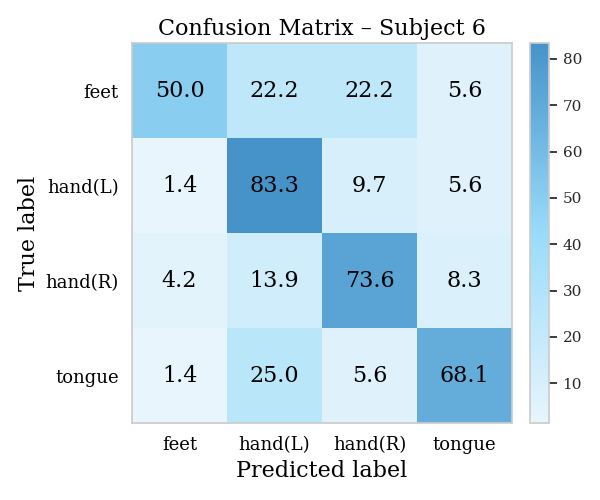 Confusion Matrix – Subject 6
feet 50.0 22.2 22.2 5.6
hand(L) 1.4 83.3 9.7 5.6
hand(R) 4.2 13.9 73.6 8.3
tongue 1.4 25.0 5.6 68.1
feet hand(L) hand(R) tongue
Predicted label
True label
80
70
60
50
40
30
20
10